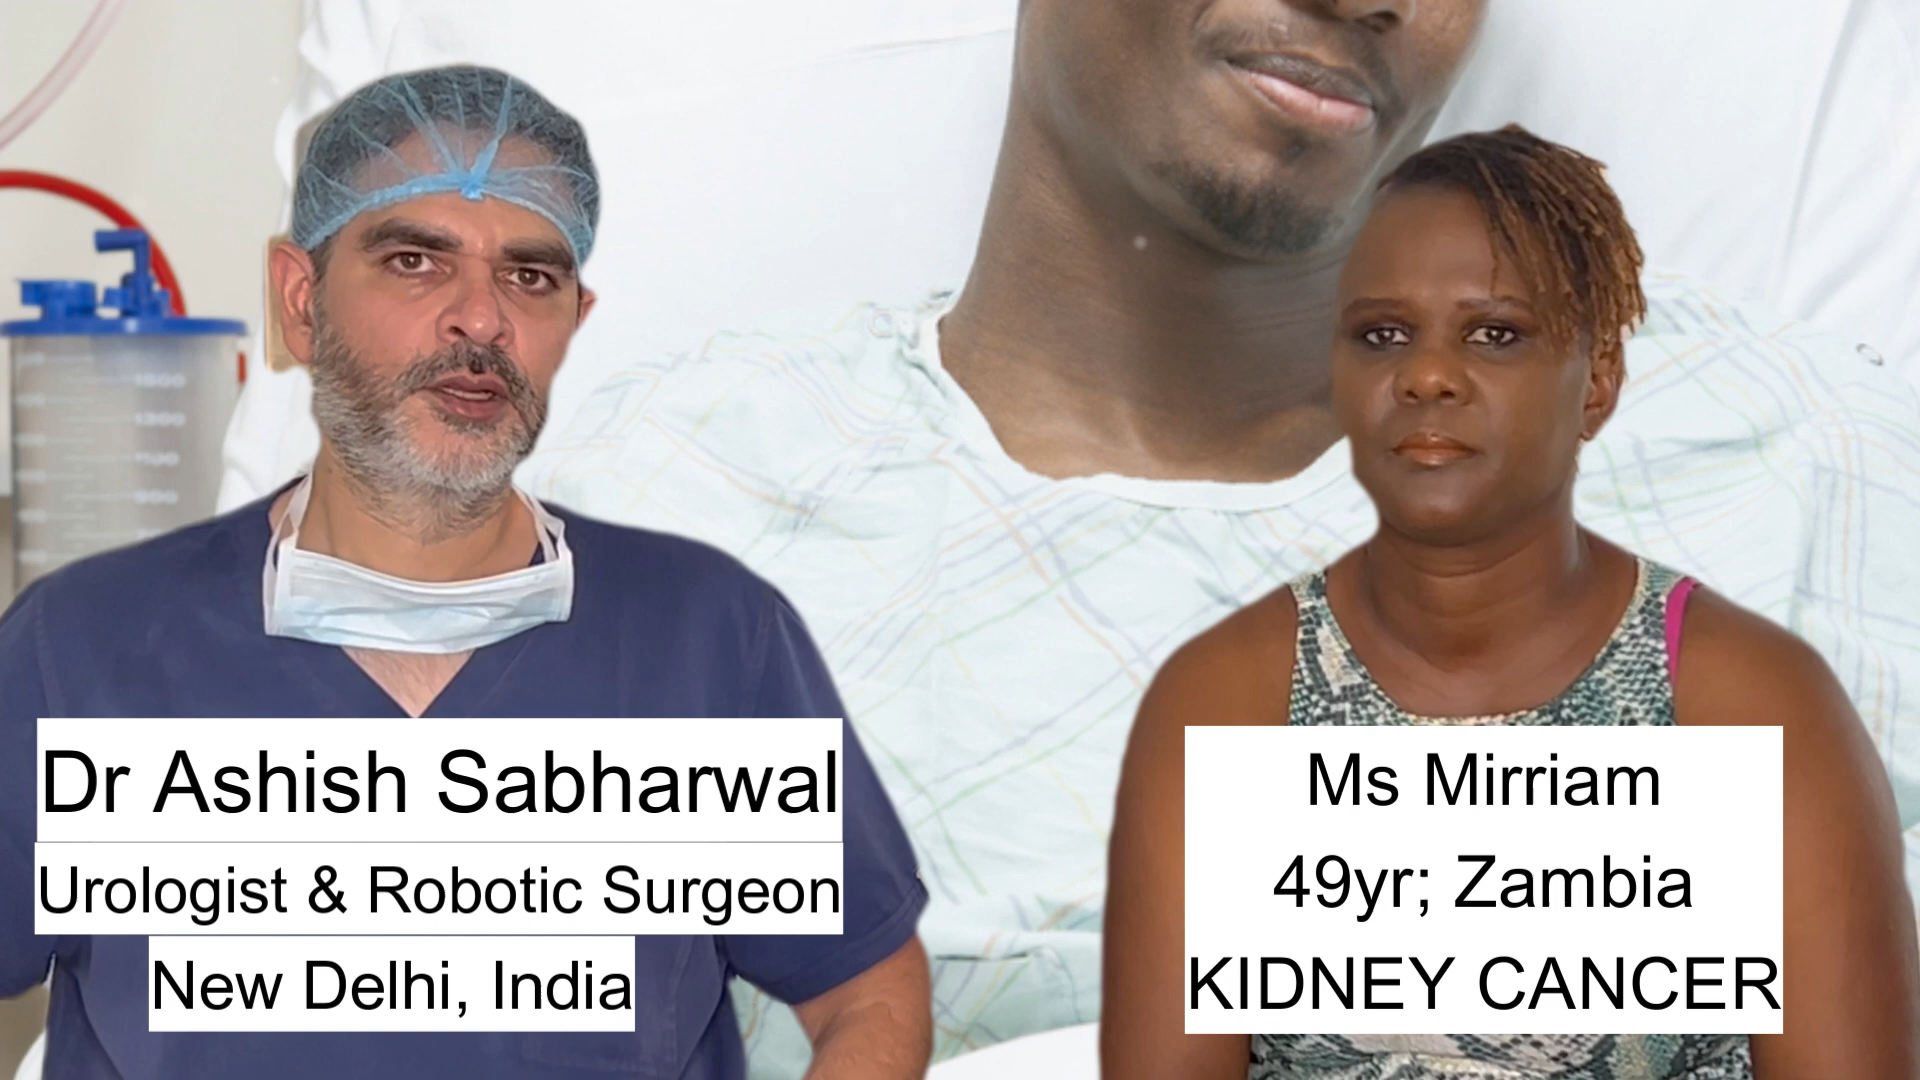 Dr Ashish Sabharwal
Urologist & Robotic Surgeon
New Delhi, India
Ms Mirriam
49yr; Zambia
KIDNEY CANCER